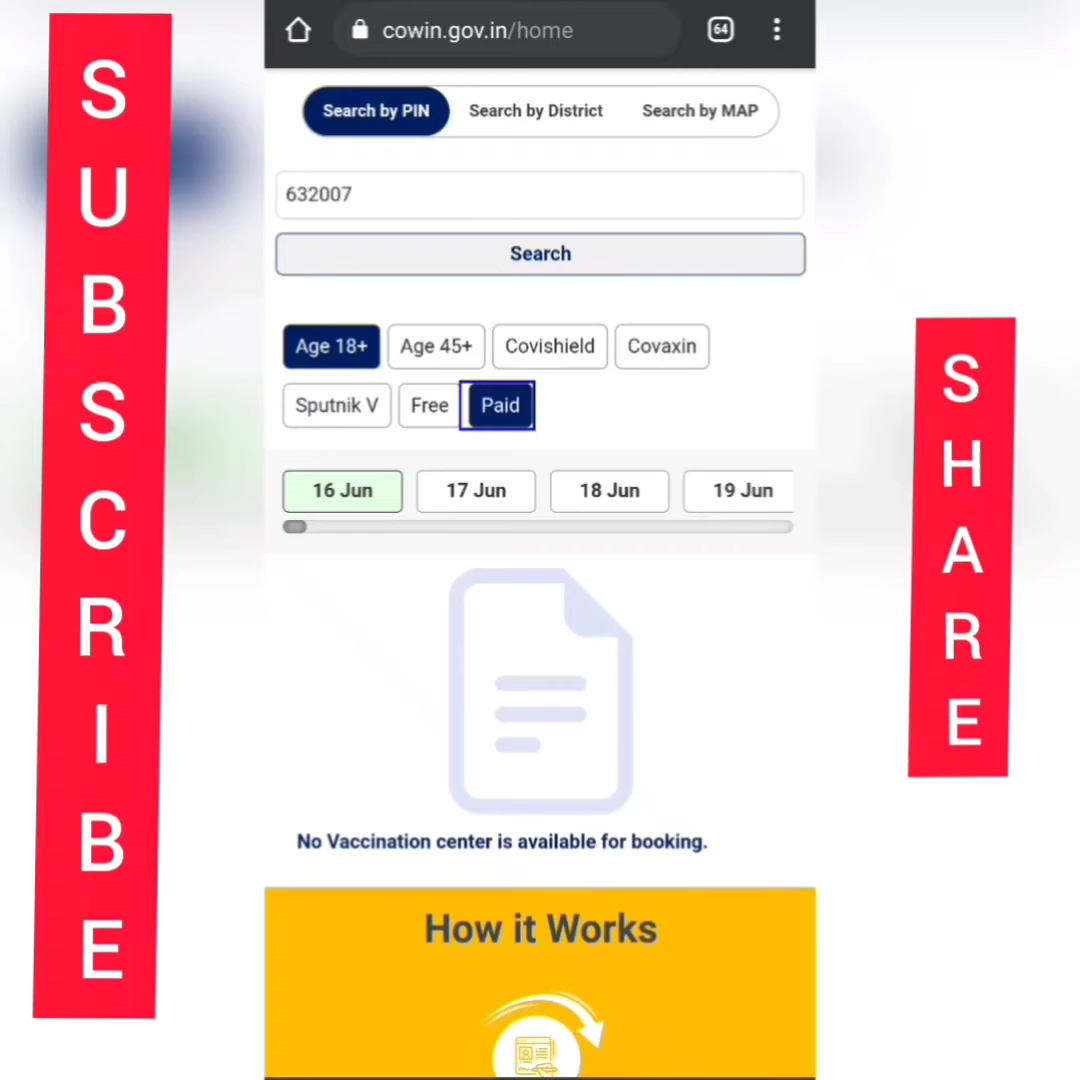 SUBSCRIBE
cowin.gov.in/home
64
Search by PIN Search by District Search by MAP
632007
Search
Age 18+ Age 45+ Covishield Covaxin
Sputnik V Free Paid
16 Jun 17 Jun 18 Jun 19 Jun
No Vaccination center is available for booking.
How it Works
SHARE